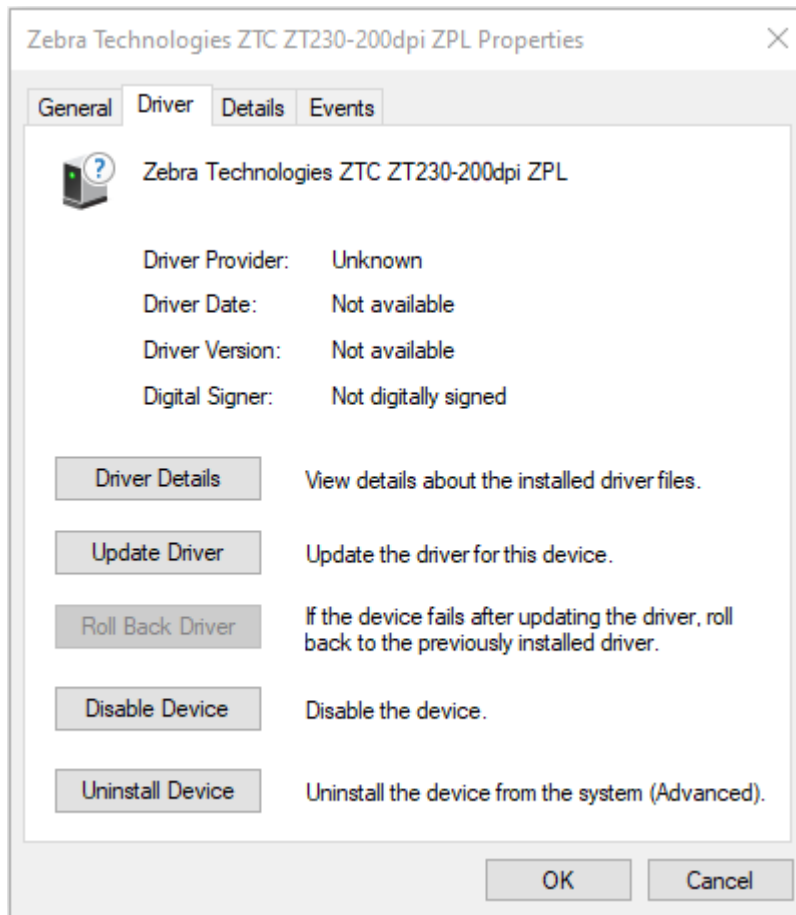 Zebra Technologies ZTC ZT230-200dpi ZPL Properties
General Driver Details Events
Zebra Technologies ZTC ZT230-200dpi ZPL
Driver Provider: Unknown
Driver Date: Not available
Driver Version: Not available
Digital Signer: Not digitally signed
Driver Details View details about the installed driver files.
Update Driver Update the driver for this device.
Roll Back Driver If the device fails after updating the driver, roll
back to the previously installed driver.
Disable Device Disable the device.
Uninstall Device Uninstall the device from the system (Advanced).
OK Cancel